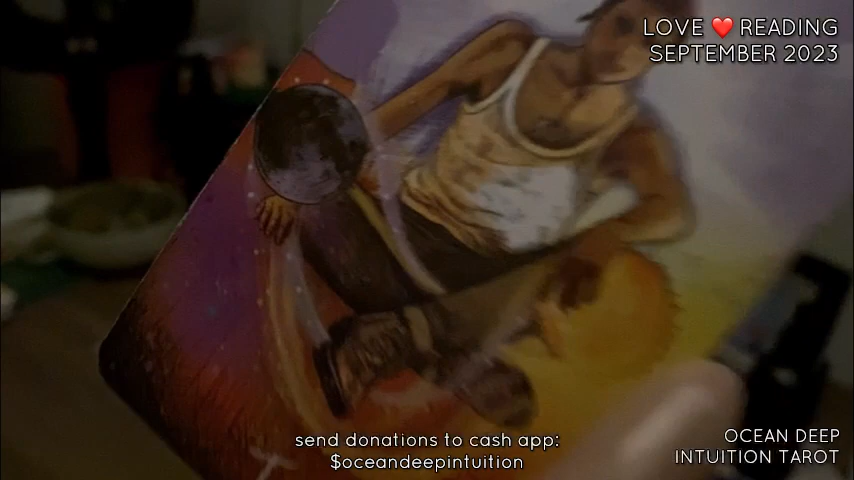 LOVE ❤️ READING
SEPTEMBER 2023
send donations to cash app:
$oceandeepintuition
OCEAN DEEP
INTUITION TAROT